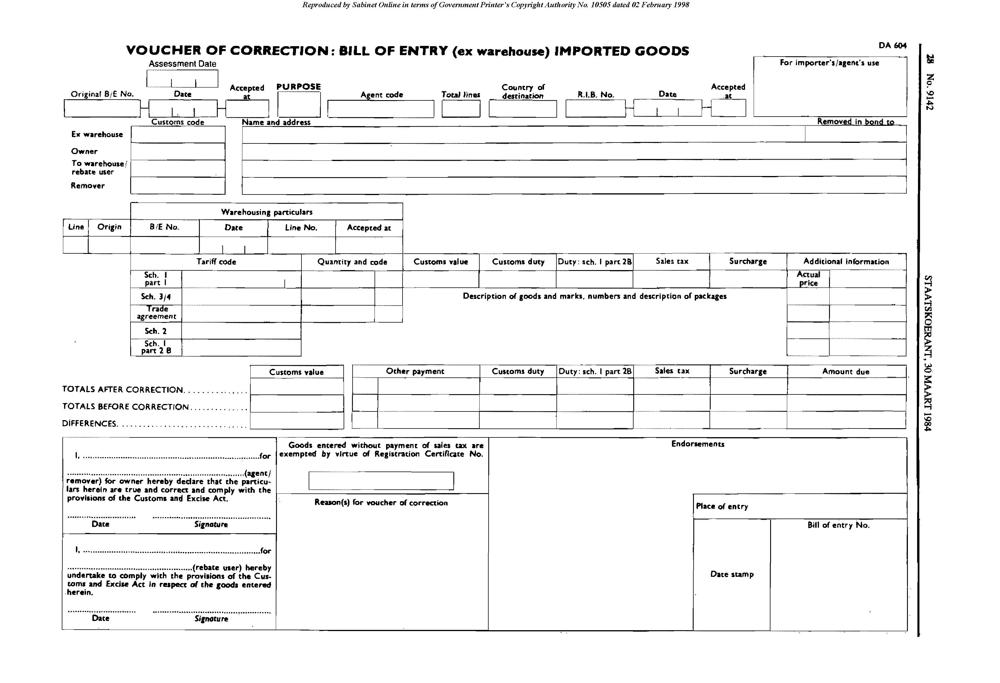 Reproduced by Sabinet Online in terms of Government Printer's Copyright Authority No. 10505 dated 02 February 1998
DA 604
VOUCHER OF CORRECTION: BILL OF ENTRY (ex warehouse) IMPORTED GOODS
For importer's/agent's use
Assessment Date
Original B/E No.
Date
Accepted at
PURPOSE
Agent code
Total lines
Country of destination
R.I.B. No.
Date
Accepted at
Customs code
Name and address
Removed in bond to
Ex warehouse
Owner
To warehouse/
rebate user
Remover
Warehousing particulars
Line Origin B/E No. Date Line No. Accepted at
Tariff code Quantity and code Customs value Customs duty Duty: sch. 1 part 2B Sales tax Surcharge Additional information
Sch. 1
part 1
Actual
price
Sch. 3/4
Description of goods and marks, numbers and description of packages
Trade
agreement
Sch. 2
Sch. 1
part 2 B
Customs value Other payment Customs duty Duty: sch. 1 part 2B Sales tax Surcharge Amount due
TOTALS AFTER CORRECTION...............
TOTALS BEFORE CORRECTION..............
DIFFERENCES..............................
I, ....................................................................for
....................................................................(agent/
remover) for owner hereby declare that the particu-
lars herein are true and correct and comply with the
provisions of the Customs and Excise Act.
Date Signature
I, ....................................................................for
................................................(rebate user) hereby
undertake to comply with the provisions of the Cus-
toms and Excise Act in respect of the goods entered
herein.
Date Signature
Goods entered without payment of sales tax are
exempted by virtue of Registration Certificate No.
Reason(s) for voucher of correction
Endorsements
Place of entry
Bill of entry No.
Date stamp
28 No. 9142
STAATSKOERANT, 30 MAART 1984